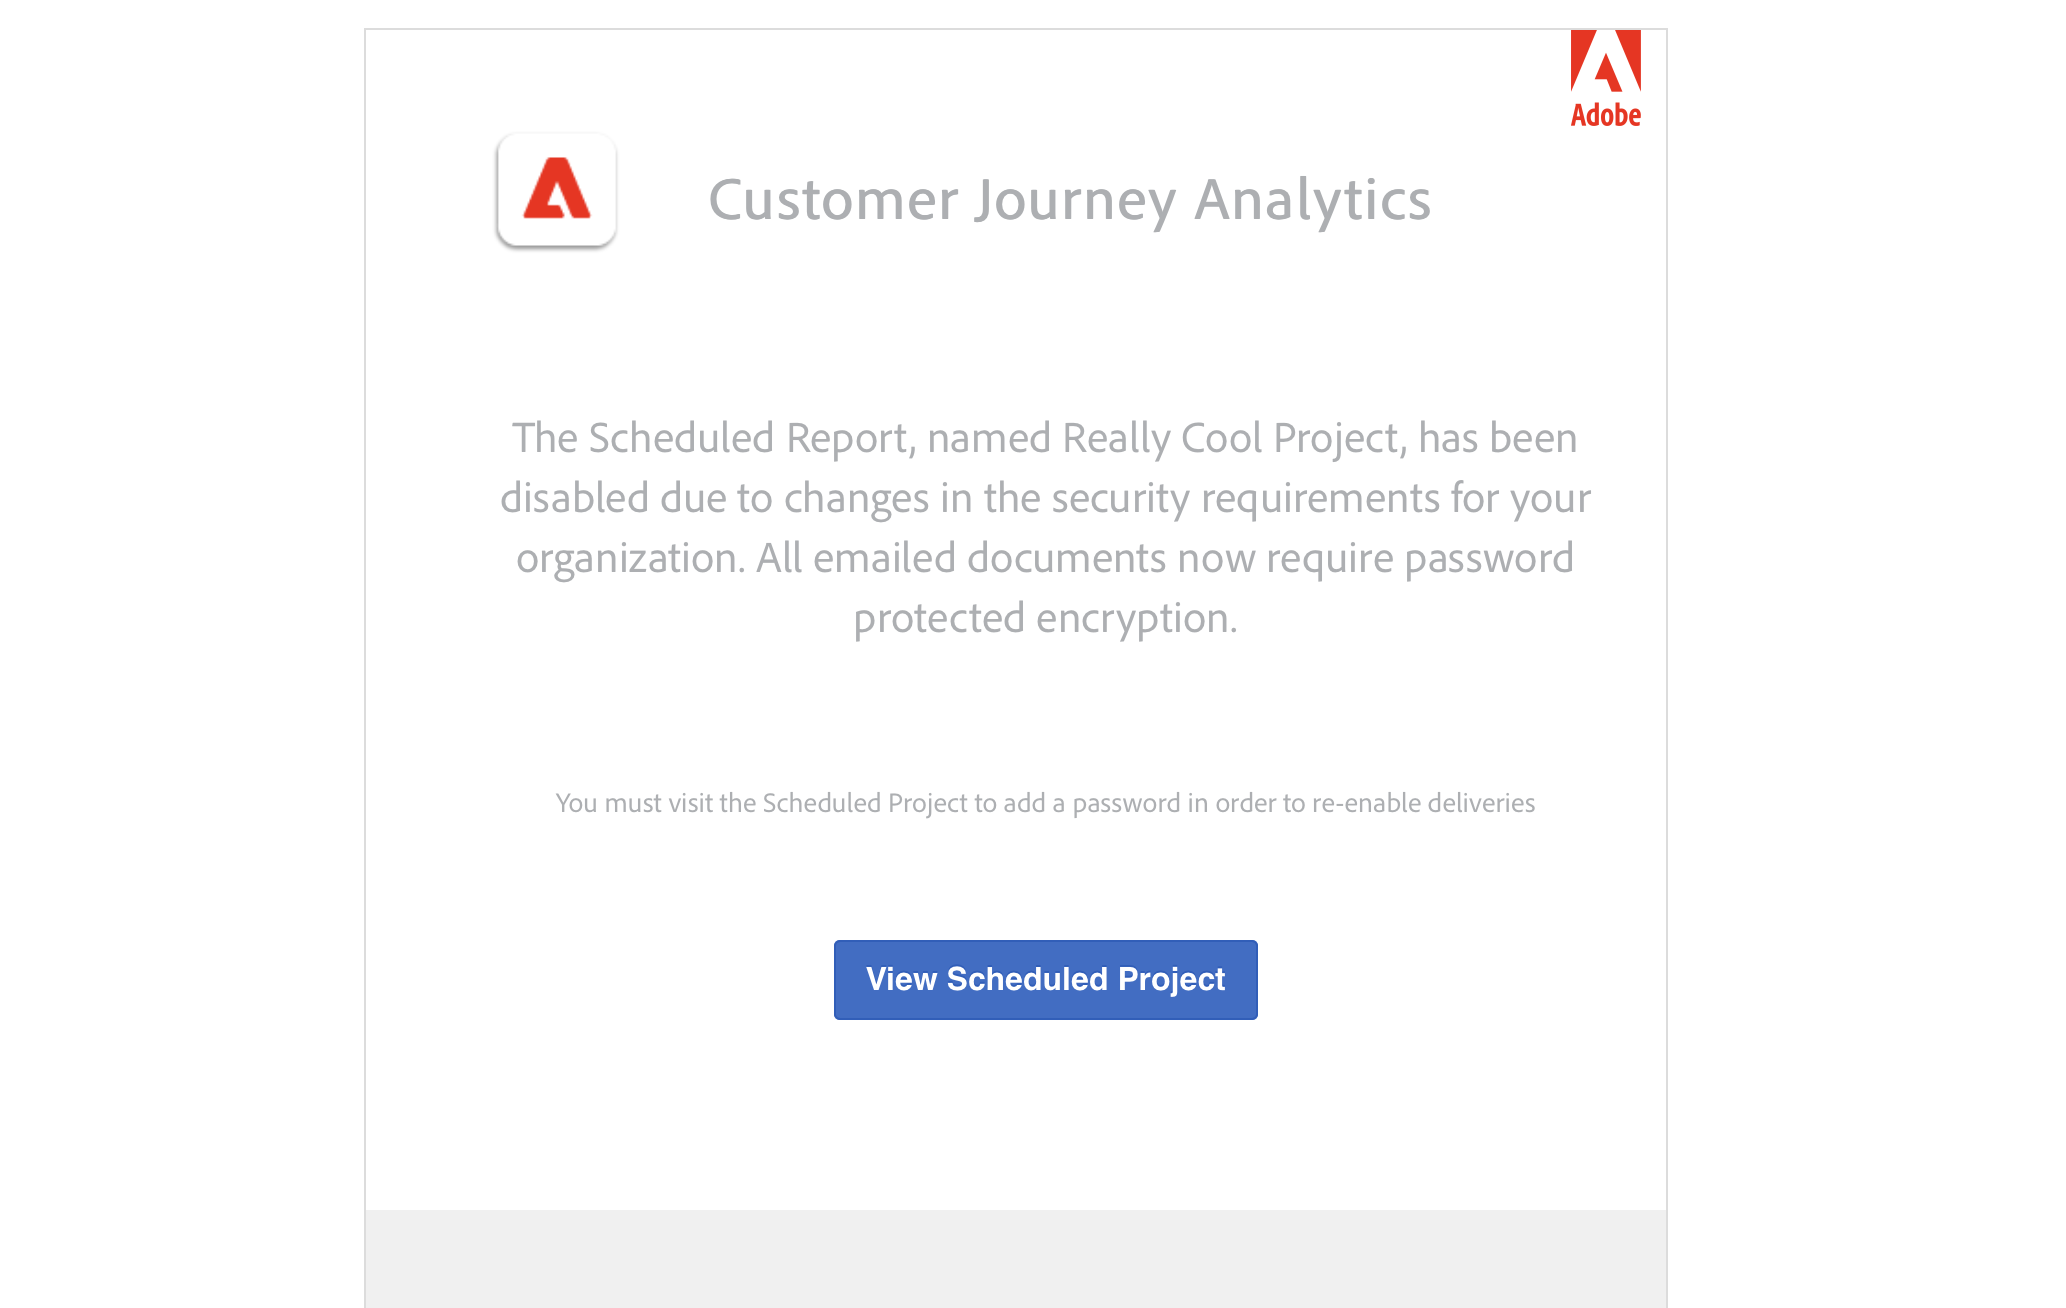 Adobe
Customer Journey Analytics
The Scheduled Report, named Really Cool Project, has been
disabled due to changes in the security requirements for your
organization. All emailed documents now require password
protected encryption.
You must visit the Scheduled Project to add a password in order to re-enable deliveries
View Scheduled Project